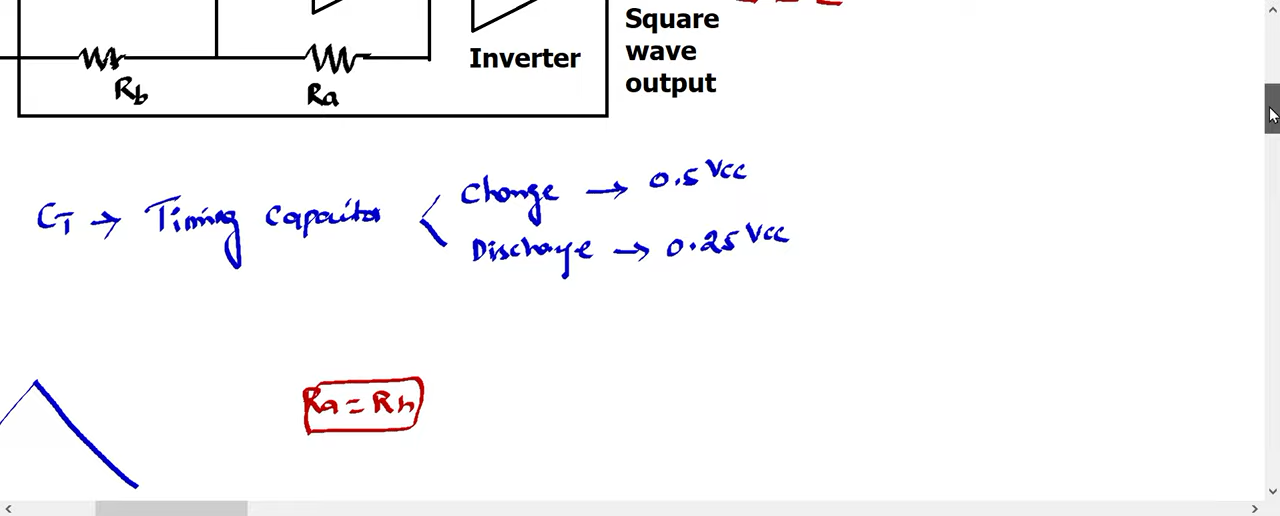 Square
wave
output
Inverter
Rb
Ra
CT → Timing Capacitor
Charge → 0.5 Vcc
Discharge → 0.25 Vcc
Ra = Rb